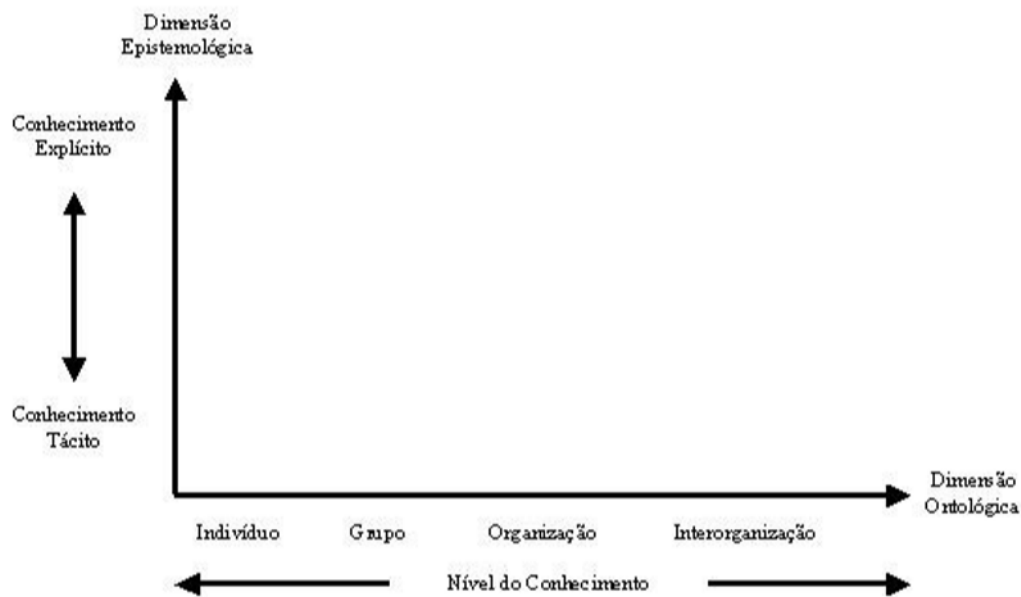 Dimensão
Epistemológica
Conhecimento
Explícito
Conhecimento
Tácito
Dimensão
Ontológica
Indivíduo
Grupo
Organização
Interorganização
Nível do Conhecimento